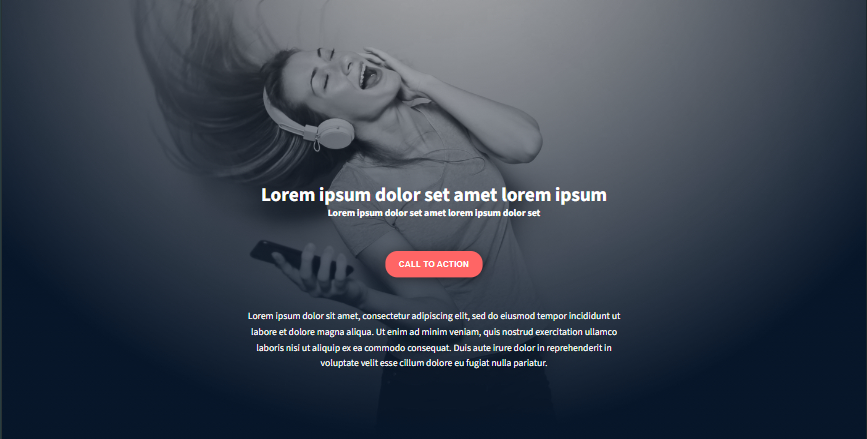 Lorem ipsum dolor set amet lorem ipsum
Lorem ipsum dolor set amet lorem ipsum dolor set
CALL TO ACTION
Lorem ipsum dolor sit amet, consectetur adipiscing elit, sed do eiusmod tempor incididunt ut
labore et dolore magna aliqua. Ut enim ad minim veniam, quis nostrud exercitation ullamco
laboris nisi ut aliquip ex ea commodo consequat. Duis aute irure dolor in reprehenderit in
voluptate velit esse cillum dolore eu fugiat nulla pariatur.